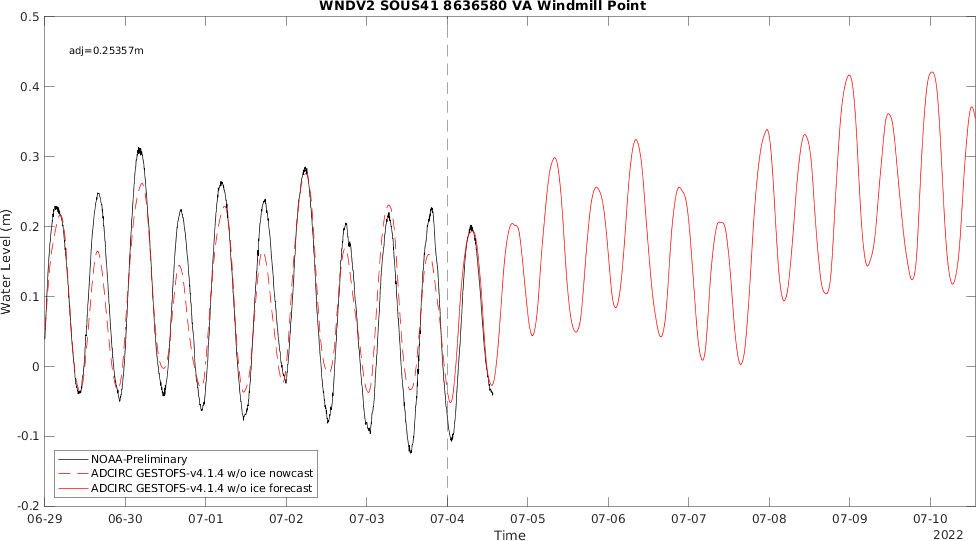 WNDV2 SOUS41 8636580 VA Windmill Point
0.5
adj=0.25357m
0.4
0.3
0.2
0.1
0
-0.1
-0.2
Water Level (m)
NOAA-Preliminary
ADCIRC GESTOFS-v4.1.4 w/o ice nowcast
ADCIRC GESTOFS-v4.1.4 w/o ice forecast
06-29 06-30 07-01 07-02 07-03 07-04 07-05 07-06 07-07 07-08 07-09 07-10
Time
2022